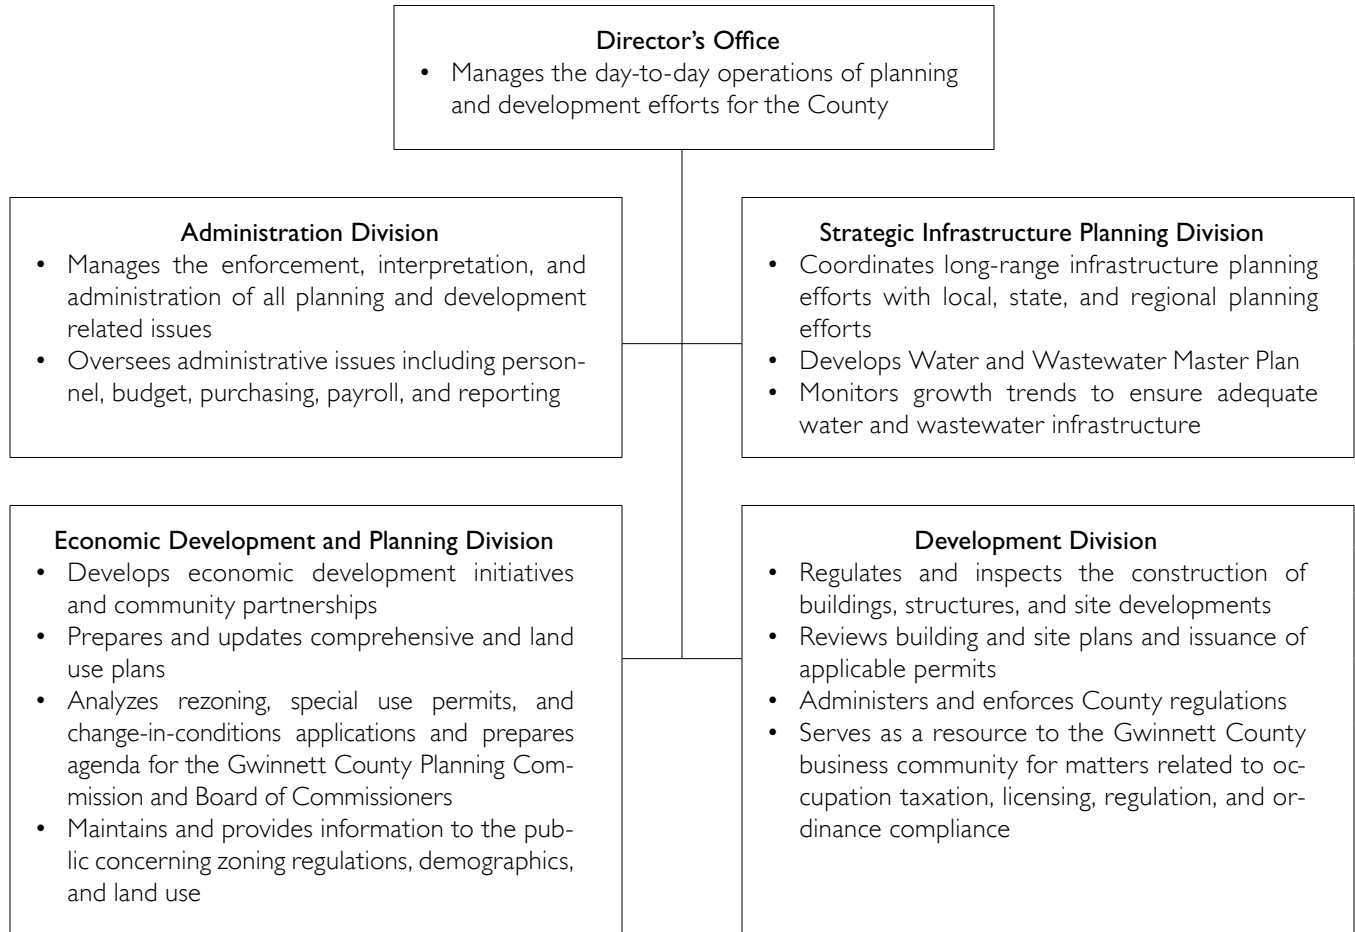 Director's Office
• Manages the day-to-day operations of planning
and development efforts for the County
Administration Division
• Manages the enforcement, interpretation, and
administration of all planning and development
related issues
• Oversees administrative issues including person-
nel, budget, purchasing, payroll, and reporting
Strategic Infrastructure Planning Division
• Coordinates long-range infrastructure planning
efforts with local, state, and regional planning
efforts
• Develops Water and Wastewater Master Plan
• Monitors growth trends to ensure adequate
water and wastewater infrastructure
Economic Development and Planning Division
• Develops economic development initiatives
and community partnerships
• Prepares and updates comprehensive and land
use plans
• Analyzes rezoning, special use permits, and
change-in-conditions applications and prepares
agenda for the Gwinnett County Planning Com-
mission and Board of Commissioners
• Maintains and provides information to the pub-
lic concerning zoning regulations, demographics,
and land use
Development Division
• Regulates and inspects the construction of
buildings, structures, and site developments
• Reviews building and site plans and issuance of
applicable permits
• Administers and enforces County regulations
• Serves as a resource to the Gwinnett County
business community for matters related to oc-
cupation taxation, licensing, regulation, and or-
dinance compliance